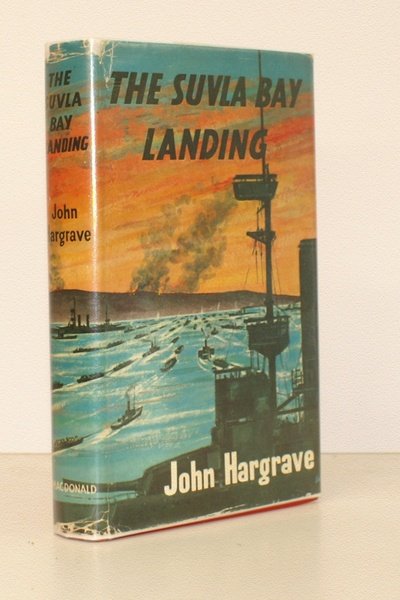 THE
SUVLA
BAY
LANDING
John
Hargrave
MACDONALD
THE SUVLA BAY
LANDING
John Hargrave